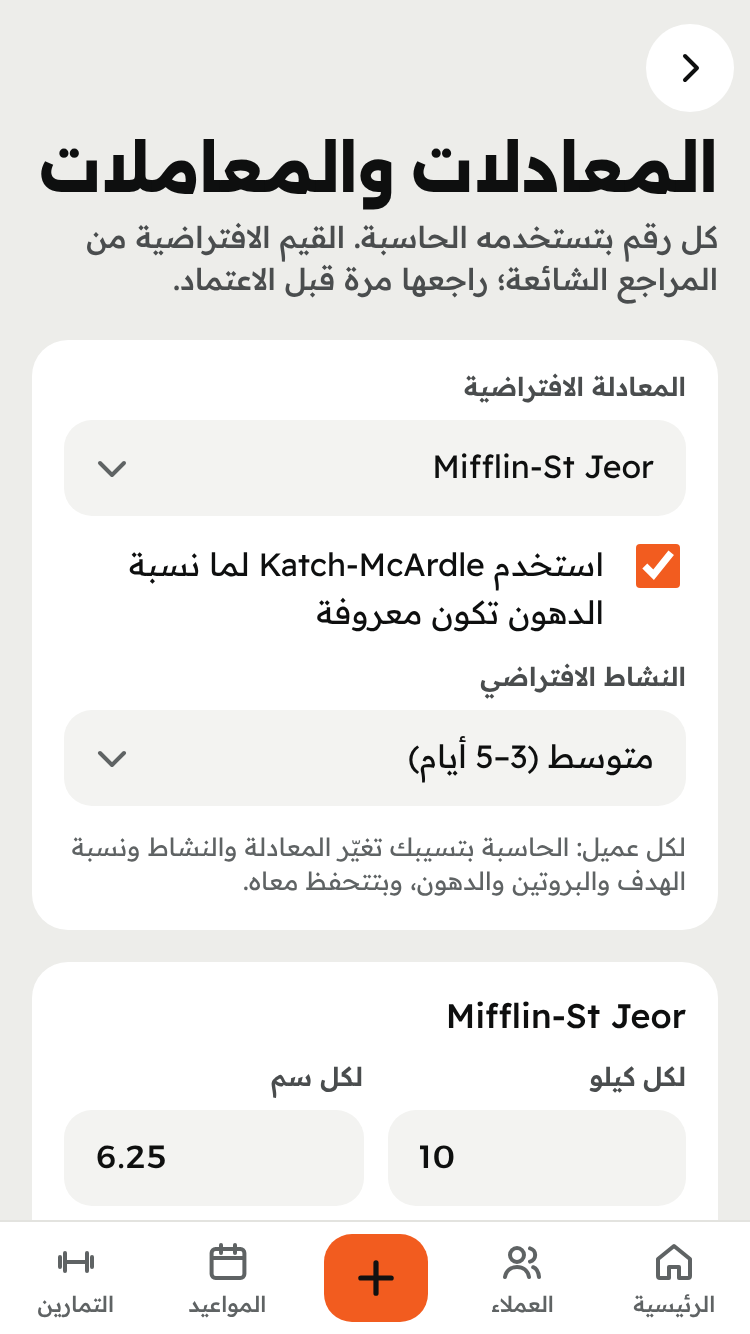 المعادلات والمعاملات
كل رقم بتستخدمه الحاسبة. القيم الافتراضية من
المراجع الشائعة؛ راجعها مرة قبل الاعتماد.
المعادلة الافتراضية
Mifflin-St Jeor
استخدم Katch-McArdle لما نسبة
الدهون تكون معروفة
النشاط الافتراضي
متوسط (3–5 أيام)
لكل عميل: الحاسبة بتسيبك تغيّر المعادلة والنشاط ونسبة
الهدف والبروتين والدهون، وبتتحفظ معاه.
Mifflin-St Jeor
لكل كيلو
لكل سم
10
6.25
الرئيسية
العملاء
المواعيد
التمارين